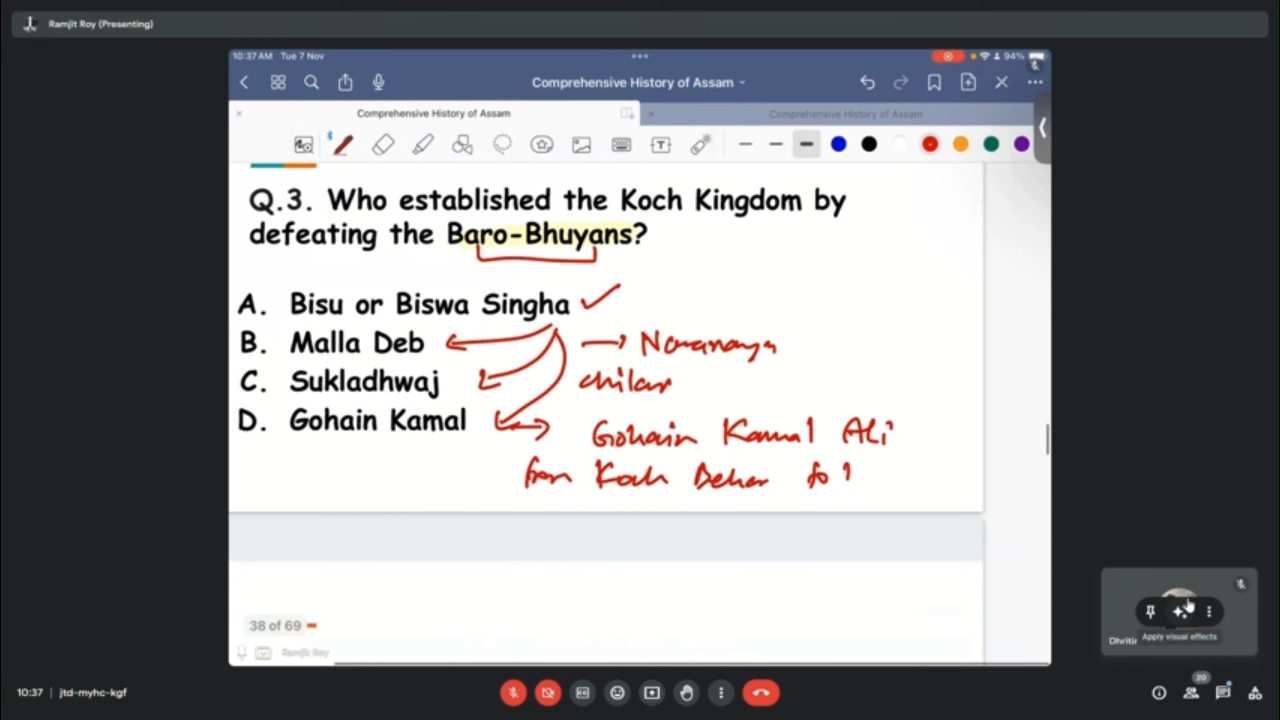 Ramjit Roy (Presenting)
10:37 AM Tue 7 Nov
94%
Comprehensive History of Assam
Comprehensive History of Assam
Comprehensive History of Assam
Q.3. Who established the Koch Kingdom by
defeating the Baro-Bhuyans?
A. Bisu or Biswa Singha
B. Malla Deb
C. Sukladhwaj
D. Gohain Kamal
Gohain Kamal Ali
from Koch Behar to
38 of 69
Ramjit Roy
Apply visual effects
10:37 | jtd-myhc-kgf
20